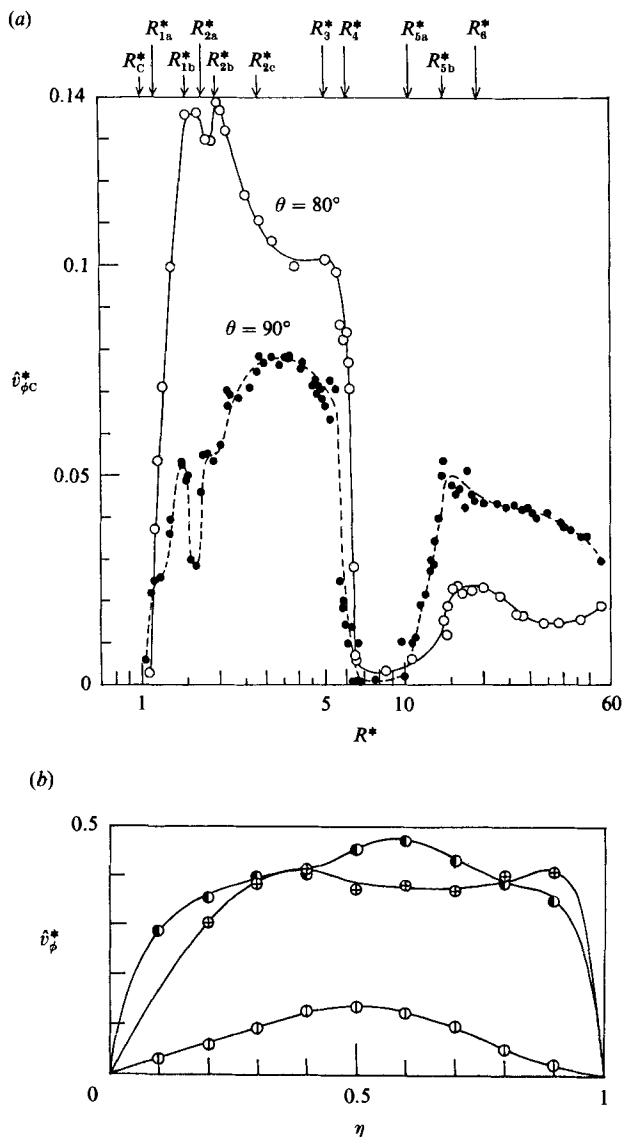 (a)
R*1a R*2a R*3 R*4 R*5a R*6
R*C R*1b R*2b R*2c R*5b
0.14
θ = 80°
0.1
θ = 90°
v̂*ϕC
0.05
0
1 5 10 60
R*
(b)
0.5
v̂*ϕ
0 0.5 1
η